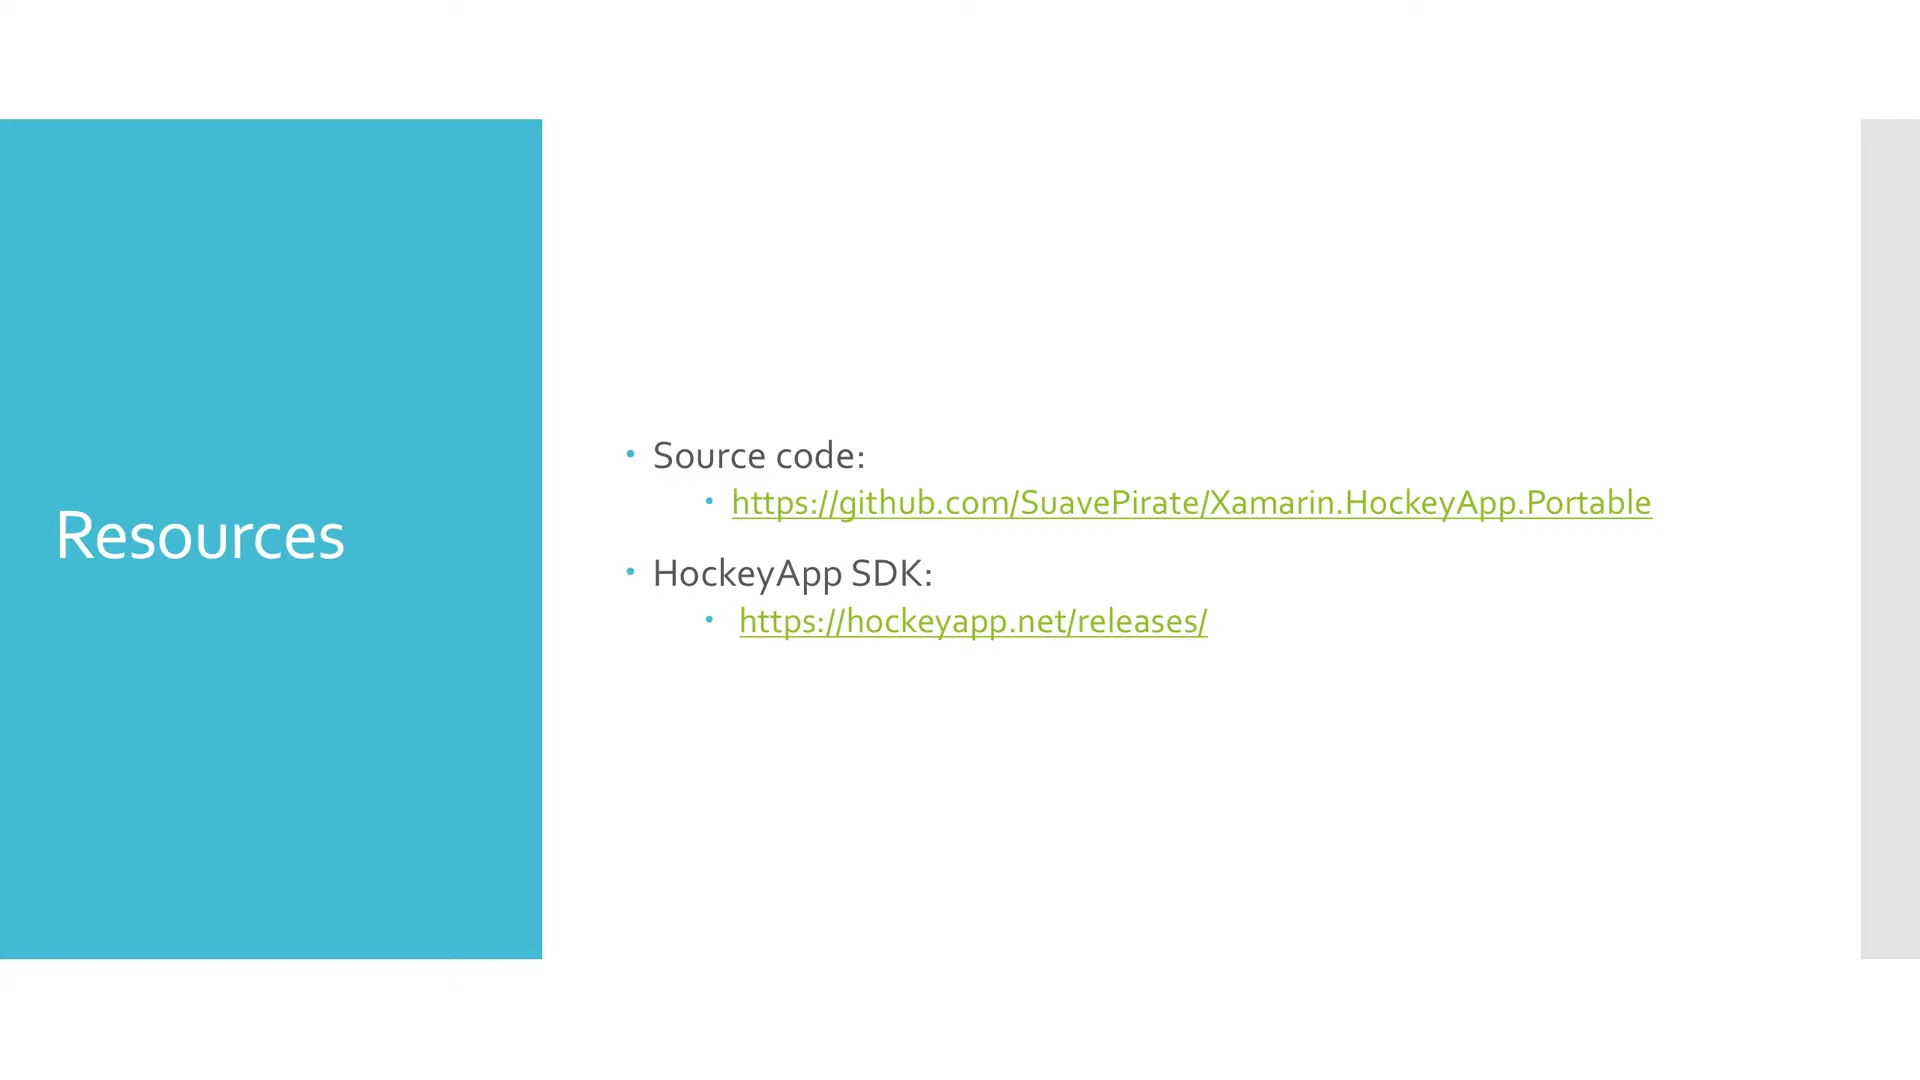 Resources
• Source code:
• https://github.com/SuavePirate/Xamarin.HockeyApp.Portable
• HockeyApp SDK:
• https://hockeyapp.net/releases/